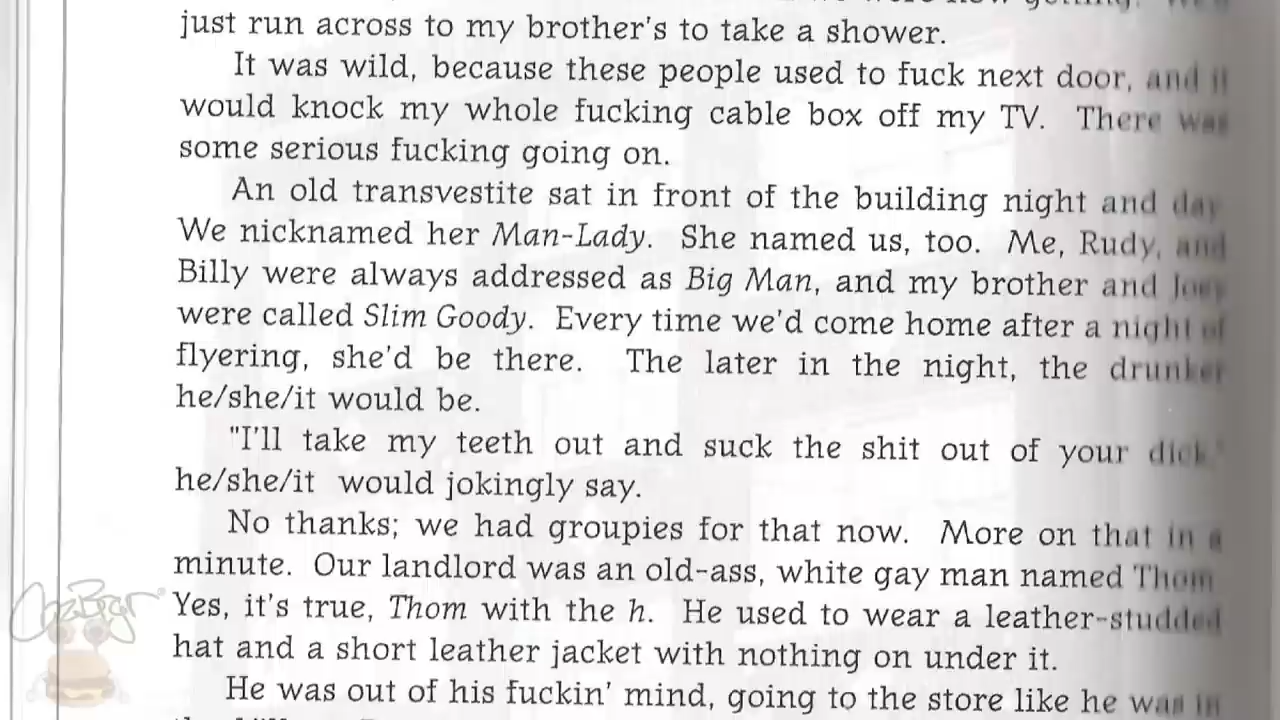 just run across to my brother's to take a shower.
It was wild, because these people used to fuck next door, and it
would knock my whole fucking cable box off my TV. There was
some serious fucking going on.
An old transvestite sat in front of the building night and day
We nicknamed her Man-Lady. She named us, too. Me, Rudy, and
Billy were always addressed as Big Man, and my brother and Joey
were called Slim Goody. Every time we'd come home after a night of
flyering, she'd be there. The later in the night, the drunker
he/she/it would be.
"I'll take my teeth out and suck the shit out of your dick"
he/she/it would jokingly say.
No thanks; we had groupies for that now. More on that in a
minute. Our landlord was an old-ass, white gay man named Thom
Yes, it's true, Thom with the h. He used to wear a leather-studded
hat and a short leather jacket with nothing on under it.
He was out of his fuckin' mind, going to the store like he was in